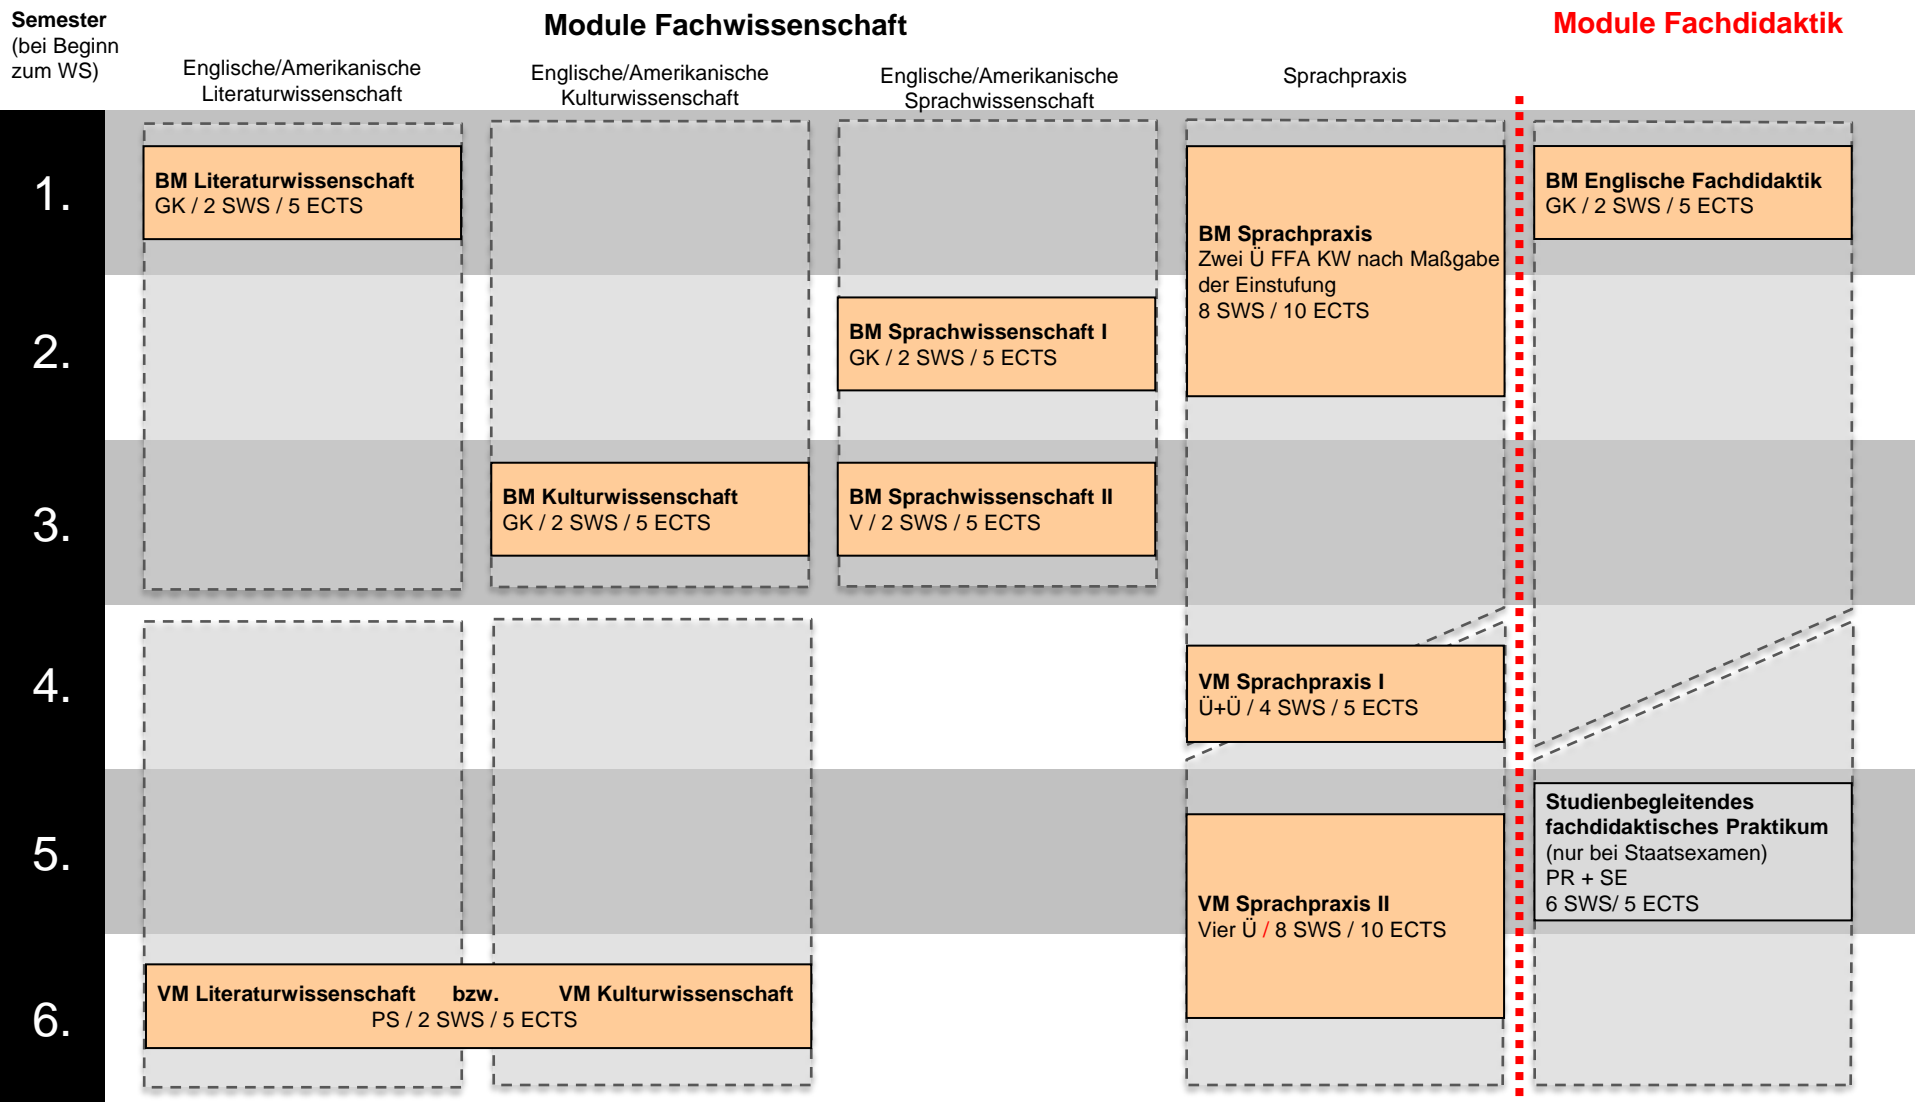 Semester
(bei Beginn
zum WS)
Module Fachwissenschaft
Module Fachdidaktik
Englische/Amerikanische
Literaturwissenschaft
Englische/Amerikanische
Kulturwissenschaft
Englische/Amerikanische
Sprachwissenschaft
Sprachpraxis
1.
BM Literaturwissenschaft
GK / 2 SWS / 5 ECTS
BM Sprachpraxis
Zwei Ü FFA KW nach Maßgabe
der Einstufung
8 SWS / 10 ECTS
BM Englische Fachdidaktik
GK / 2 SWS / 5 ECTS
2.
BM Sprachwissenschaft I
GK / 2 SWS / 5 ECTS
3.
BM Kulturwissenschaft
GK / 2 SWS / 5 ECTS
BM Sprachwissenschaft II
V / 2 SWS / 5 ECTS
4.
VM Sprachpraxis I
Ü+Ü / 4 SWS / 5 ECTS
5.
VM Sprachpraxis II
Vier Ü / 8 SWS / 10 ECTS
Studienbegleitendes
fachdidaktisches Praktikum
(nur bei Staatsexamen)
PR + SE
6 SWS/ 5 ECTS
6.
VM Literaturwissenschaft bzw. VM Kulturwissenschaft
PS / 2 SWS / 5 ECTS